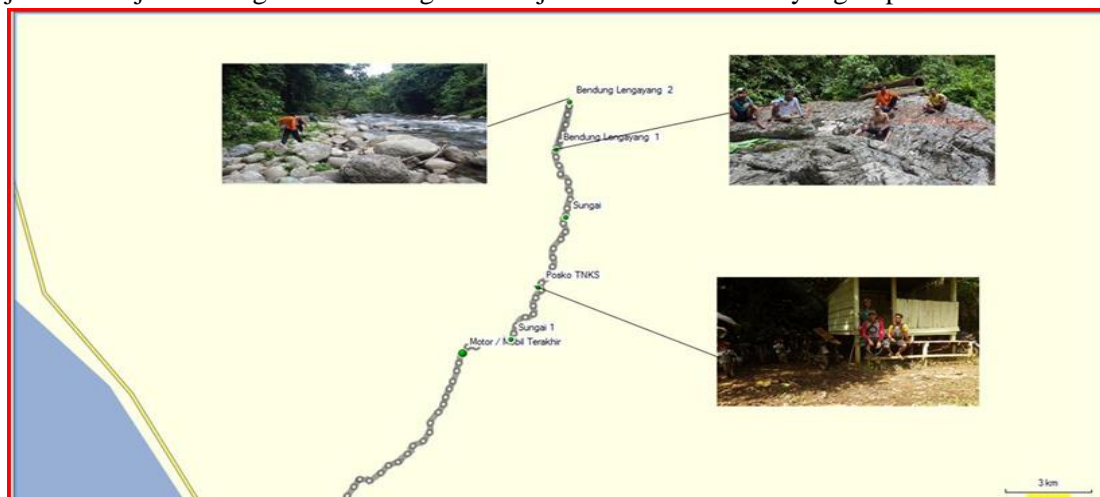 Bendung Lengayang 2
Bendung Lengayang 1
Sungai
Posko TNKS
Sungai 1
Motor / Mobil Terakhir
3 km